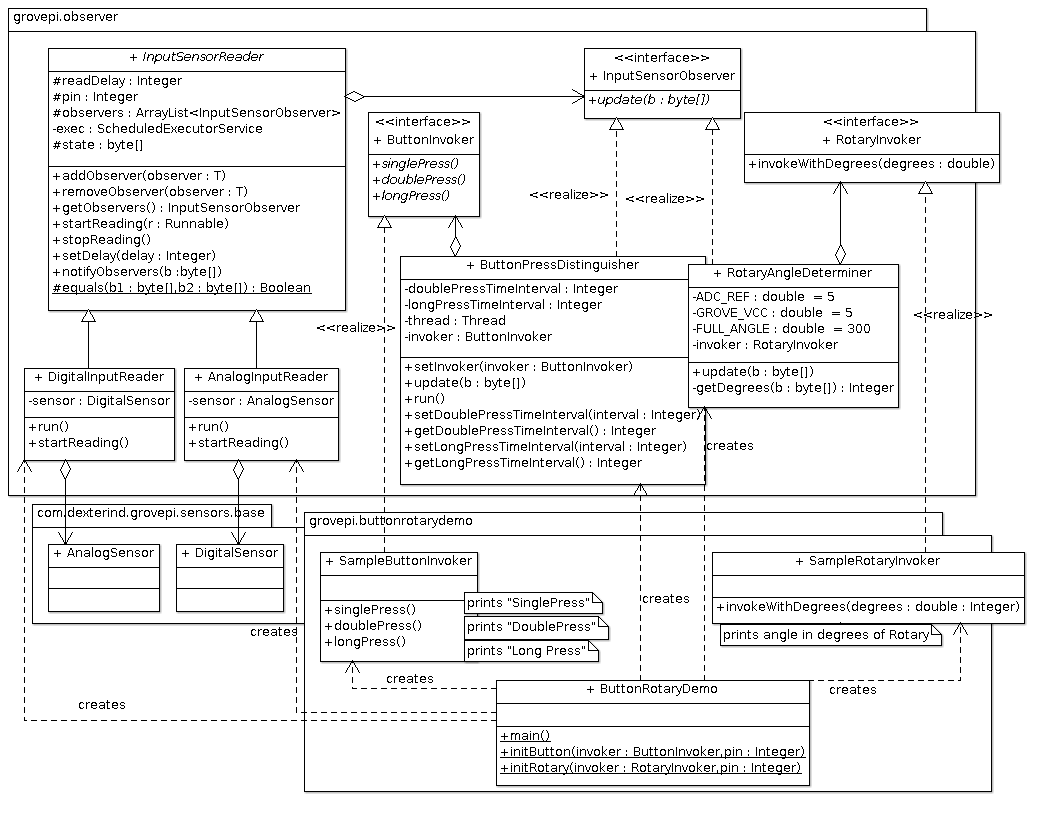 grovepi.observer
+ InputSensorReader
#readDelay : Integer
#pin : Integer
#observers : ArrayList<InputSensorObserver>
-exec : ScheduledExecutorService
#state : byte[]
+addObserver(observer : T)
+removeObserver(observer : T)
+getObservers() : InputSensorObserver
+startReading(r : Runnable)
+stopReading()
+setDelay(delay : Integer)
+notifyObservers(b :byte[])
#equals(b1 : byte[],b2 : byte[]) : Boolean
<<interface>>
+ ButtonInvoker
+singlePress()
+doublePress()
+longPress()
<<interface>>
+ InputSensorObserver
+update(b : byte[])
<<interface>>
+ RotaryInvoker
+invokeWithDegrees(degrees : double)
<<realize>>
<<realize>>
<<realize>>
<<realize>>
+ ButtonPressDistinguisher
-doublePressTimeInterval : Integer
-longPressTimeInterval : Integer
-thread : Thread
-invoker : ButtonInvoker
+setInvoker(invoker : ButtonInvoker)
+update(b : byte[])
+run()
+setDoublePressTimeInterval(interval : Integer)
+getDoublePressTimeInterval() : Integer
+setLongPressTimeInterval(interval : Integer)
+getLongPressTimeInterval() : Integer
+ RotaryAngleDeterminer
-ADC_REF : double = 5
-GROVE_VCC : double = 5
-FULL_ANGLE : double = 300
-invoker : RotaryInvoker
+update(b : byte[])
-getDegrees(b : byte[]) : Integer
+ DigitalInputReader
-sensor : DigitalSensor
+run()
+startReading()
+ AnalogInputReader
-sensor : AnalogSensor
+run()
+startReading()
creates
com.dexterind.grovepi.sensors.base
+ AnalogSensor
+ DigitalSensor
grovepi.buttonrotarydemo
+ SampleButtonInvoker
+singlePress()
+doublePress()
+longPress()
prints "SinglePress"
prints "DoublePress"
prints "Long Press"
+ SampleRotaryInvoker
+invokeWithDegrees(degrees : double : Integer)
prints angle in degrees of Rotary
creates
creates
creates
creates
creates
+ ButtonRotaryDemo
+main()
+initButton(invoker : ButtonInvoker,pin : Integer)
+initRotary(invoker : RotaryInvoker,pin : Integer)